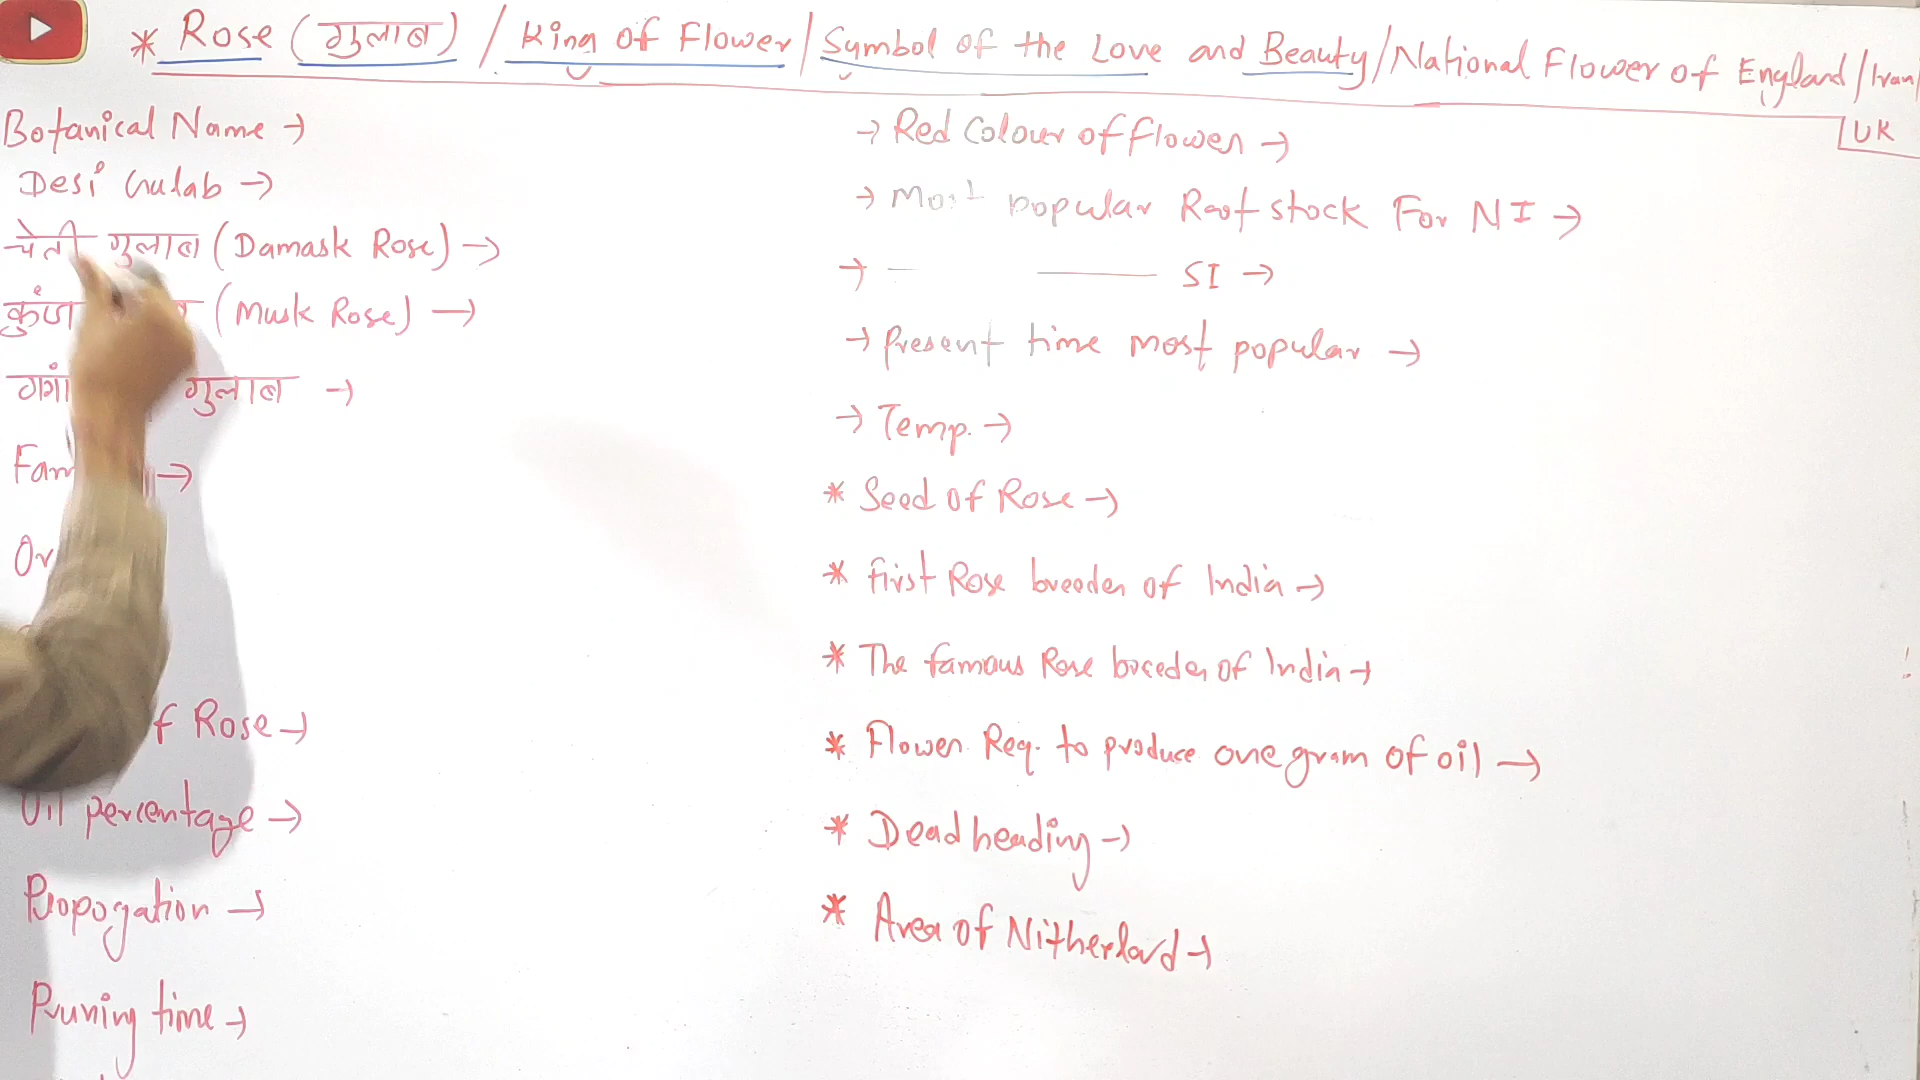 * Rose (गुलाब) / King of Flower / Symbol of the Love and Beauty / National Flower of England / Iran /
UK
Botanical Name →
Desi Gulab →
चेती गुलाब (Damask Rose) →
(Musk Rose) →
गुलाब →
→
f Rose →
Oil percentage →
Propogation →
Pruning time →
→ Red Colour of flower →
→ Most popular Root stock For NI →
→ — —— SI →
→ Present time most popular →
→ Temp. →
* Seed of Rose →
* First Rose breeder of India →
* The famous Rose breeder of India →
* Flower Req. to produce one gram of oil →
* Dead heading →
* Area of Nitherland →